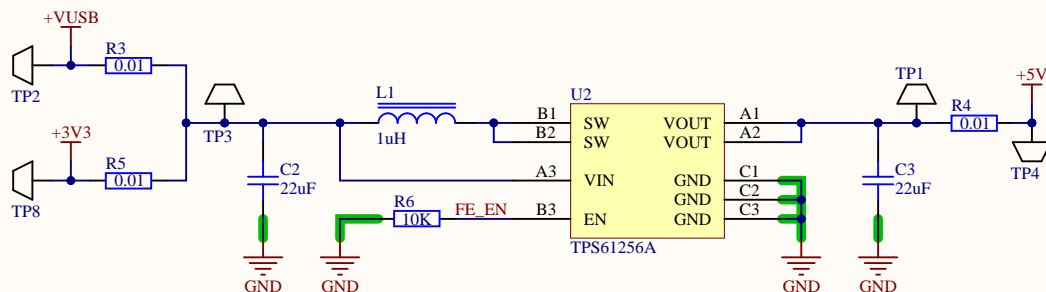 +VUSB
R3
0.01
TP2
+3V3
R5
0.01
TP8
TP3
C2
22uF
GND
L1
1uH
R6
10K
FE_EN
GND
U2
B1 SW VOUT A1
B2 SW VOUT A2
A3 VIN GND C1
GND C2
B3 EN GND C3
TPS61256A
GND
TP1
C3
22uF
GND
R4
0.01
+5V
TP4